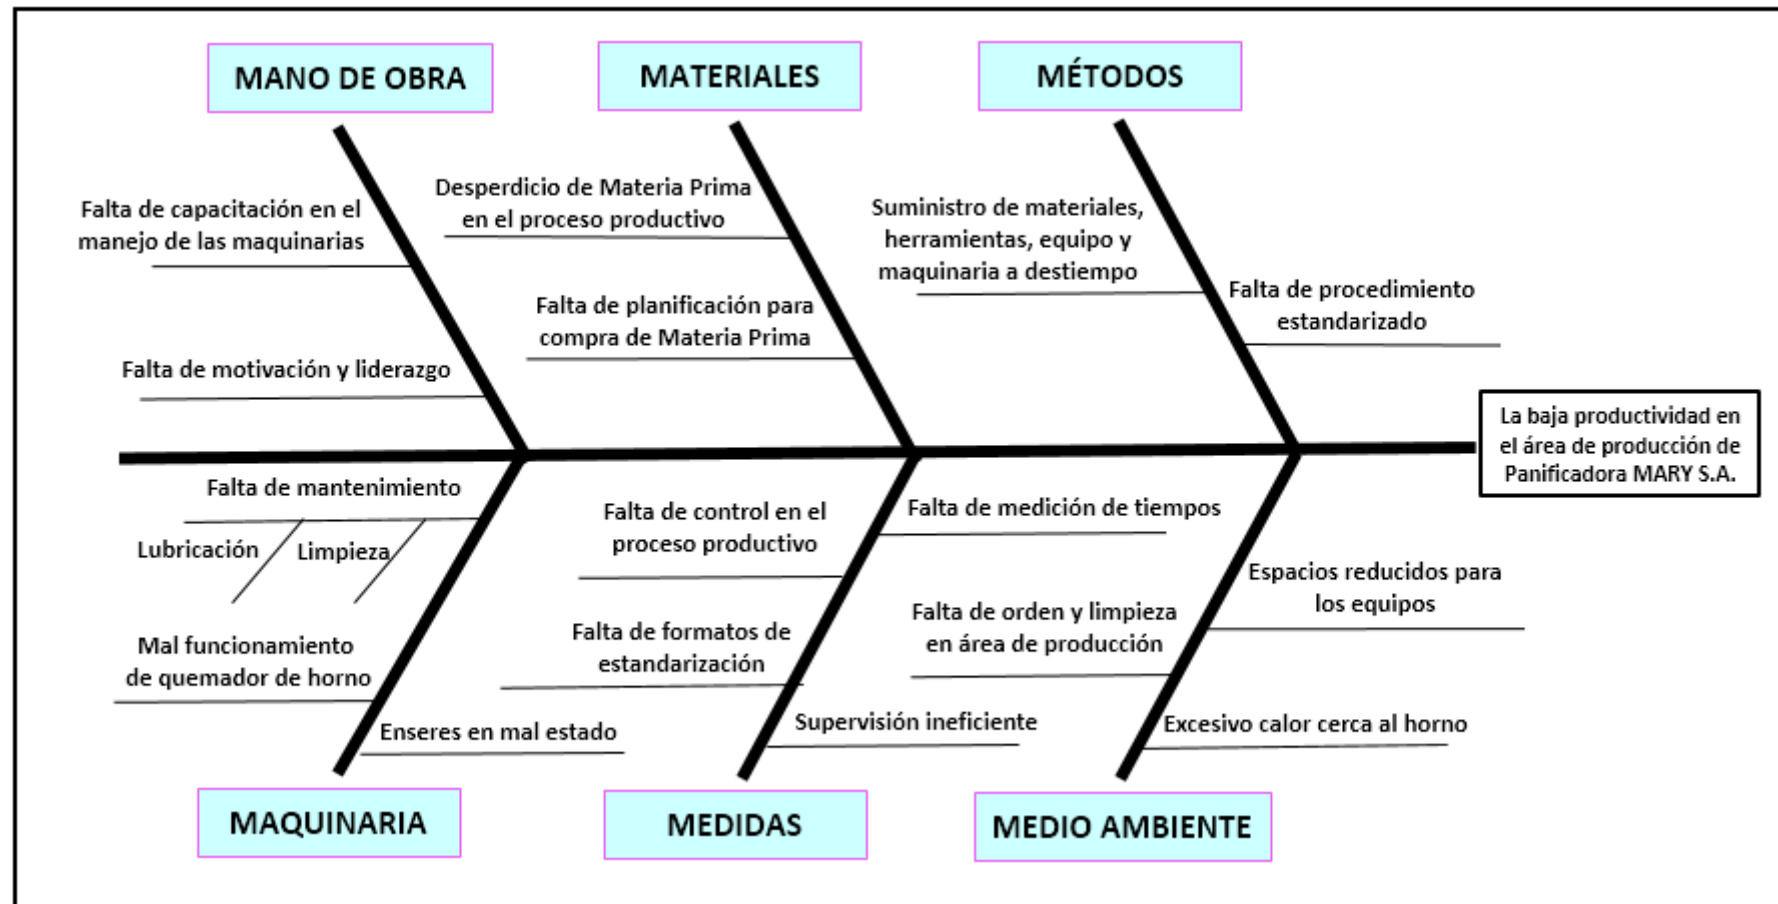 MANO DE OBRA
MATERIALES
MÉTODOS
Falta de capacitación en el
manejo de las maquinarias
Falta de motivación y liderazgo
Desperdicio de Materia Prima
en el proceso productivo
Falta de planificación para
compra de Materia Prima
Suministro de materiales,
herramientas, equipo y
maquinaria a destiempo
Falta de procedimiento
estandarizado
La baja productividad en
el área de producción de
Panificadora MARY S.A.
Falta de mantenimiento
Lubricación
Limpieza
Mal funcionamiento
de quemador de horno
Enseres en mal estado
Falta de control en el
proceso productivo
Falta de medición de tiempos
Falta de formatos de
estandarización
Supervisión ineficiente
Espacios reducidos para
los equipos
Falta de orden y limpieza
en área de producción
Excesivo calor cerca al horno
MAQUINARIA
MEDIDAS
MEDIO AMBIENTE